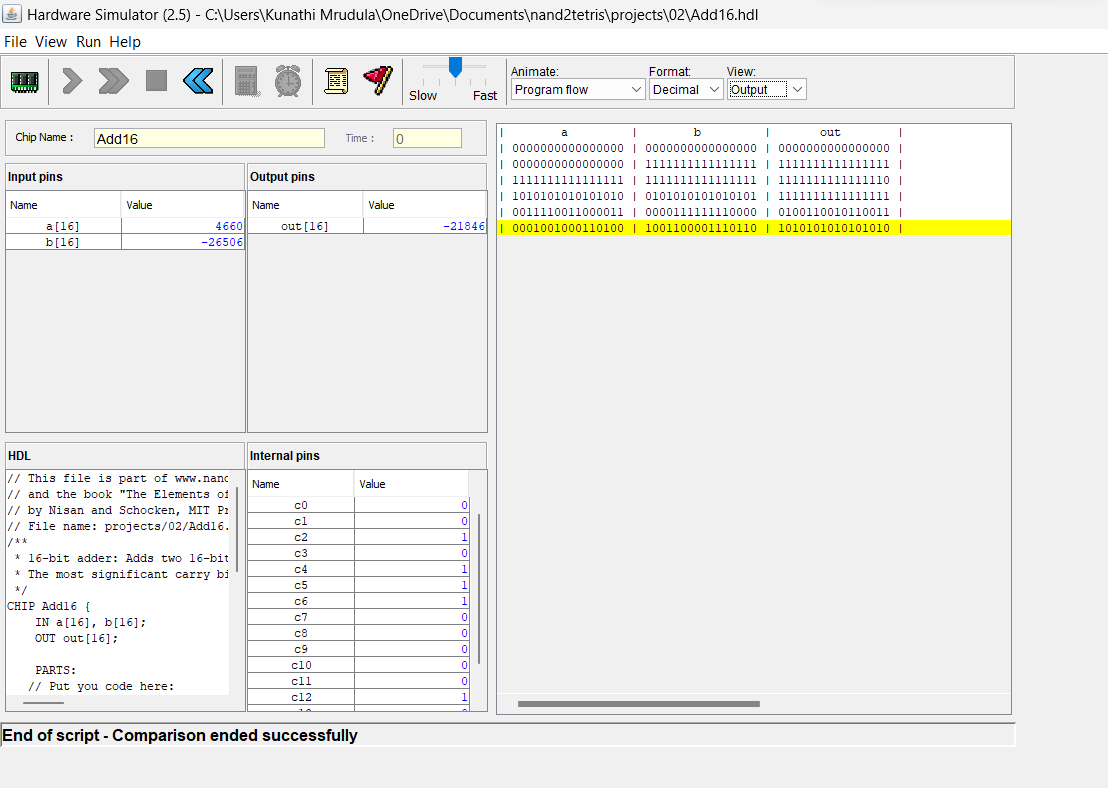 Hardware Simulator (2.5) - C:\Users\Kunathi Mrudula\OneDrive\Documents\nand2tetris\projects\02\Add16.hdl
File View Run Help
Slow Fast
Animate: Format: View:
Program flow Decimal Output
Chip Name : Add16 Time : 0
Input pins
Name Value
a[16] 4660
b[16] -26506
Output pins
Name Value
out[16] -21846
| a | b | out |
| 0000000000000000 | 0000000000000000 | 0000000000000000 |
| 0000000000000000 | 1111111111111111 | 1111111111111111 |
| 1111111111111111 | 1111111111111111 | 1111111111111110 |
| 1010101010101010 | 0101010101010101 | 1111111111111111 |
| 0011110011000011 | 0000111111110000 | 0100110010110011 |
| 0001001000110100 | 1001100001110110 | 1010101010101010 |
HDL
// This file is part of www.nand
// and the book "The Elements of
// by Nisan and Schocken, MIT Pr
// File name: projects/02/Add16.
/**
* 16-bit adder: Adds two 16-bit
* The most significant carry bi
*/
CHIP Add16 {
IN a[16], b[16];
OUT out[16];
PARTS:
// Put you code here:
Internal pins
Name Value
c0 0
c1 0
c2 1
c3 0
c4 1
c5 1
c6 1
c7 0
c8 0
c9 0
c10 0
c11 0
c12 1
End of script - Comparison ended successfully